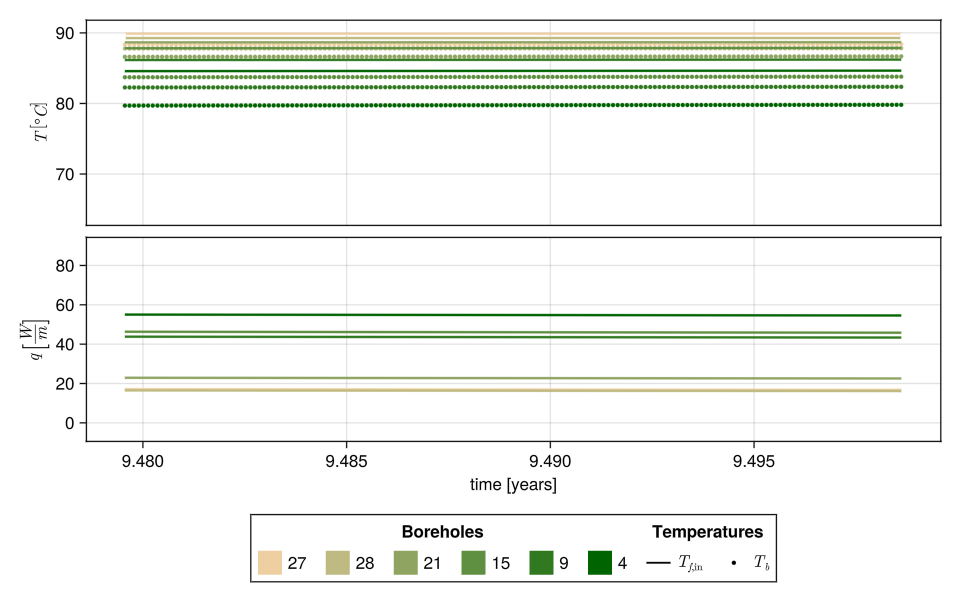 90
80
70
T [°C]
80
60
40
20
0
q [W/m]
9.480 9.485 9.490 9.495
time [years]
Boreholes Temperatures
27 28 21 15 9 4 T_f,in T_b